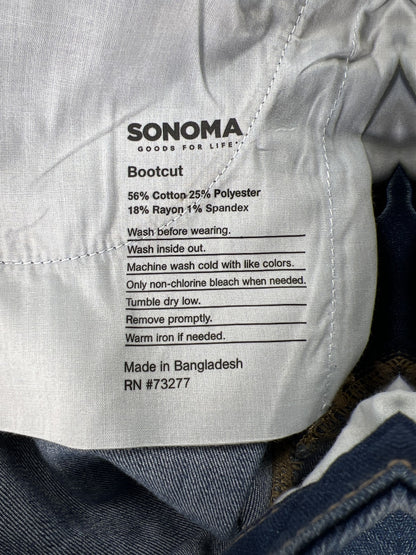 SONOMA
GOODS FOR LIFE
Bootcut
56% Cotton 25% Polyester
18% Rayon 1% Spandex
Wash before wearing.
Wash inside out.
Machine wash cold with like colors.
Only non-chlorine bleach when needed.
Tumble dry low.
Remove promptly.
Warm iron if needed.
Made in Bangladesh
RN #73277